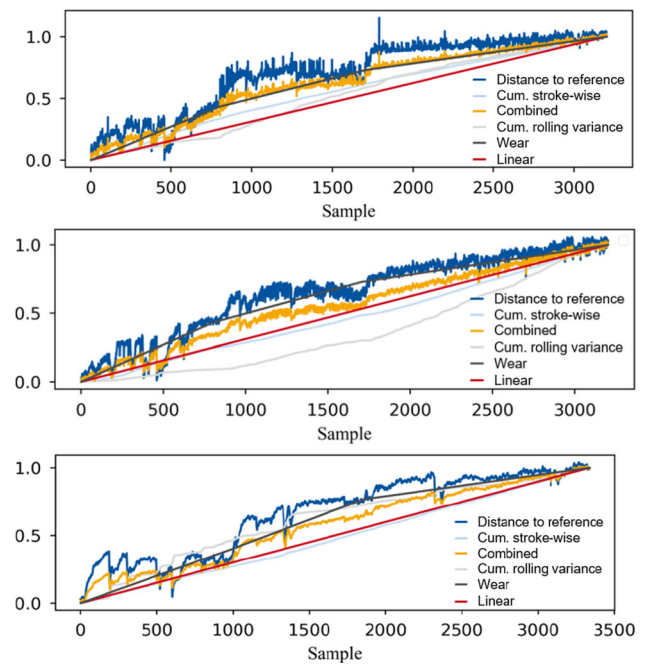 1.0
0.5
0.0
Distance to reference
Cum. stroke-wise
Combined
Cum. rolling variance
Wear
Linear
0 500 1000 1500 2000 2500 3000
Sample
1.0
0.5
0.0
Distance to reference
Cum. stroke-wise
Combined
Cum. rolling variance
Wear
Linear
0 500 1000 1500 2000 2500 3000
Sample
1.0
0.5
0.0
Distance to reference
Cum. stroke-wise
Combined
Cum. rolling variance
Wear
Linear
0 500 1000 1500 2000 2500 3000 3500
Sample